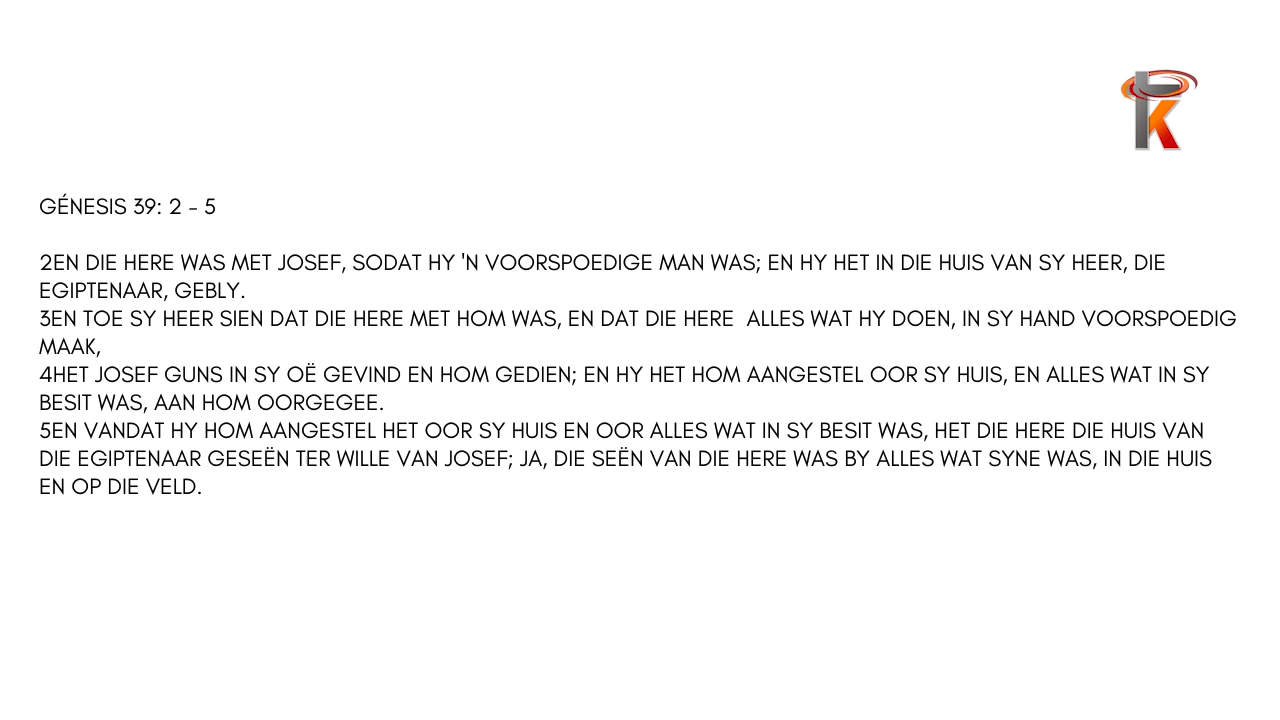 GÉNESIS 39: 2 - 5
2EN DIE HERE WAS MET JOSEF, SODAT HY 'N VOORSPOEDIGE MAN WAS; EN HY HET IN DIE HUIS VAN SY HEER, DIE
EGIPTENAAR, GEBLY.
3EN TOE SY HEER SIEN DAT DIE HERE MET HOM WAS, EN DAT DIE HERE  ALLES WAT HY DOEN, IN SY HAND VOORSPOEDIG
MAAK,
4HET JOSEF GUNS IN SY OË GEVIND EN HOM GEDIEN; EN HY HET HOM AANGESTEL OOR SY HUIS, EN ALLES WAT IN SY
BESIT WAS, AAN HOM OORGEGEE.
5EN VANDAT HY HOM AANGESTEL HET OOR SY HUIS EN OOR ALLES WAT IN SY BESIT WAS, HET DIE HERE DIE HUIS VAN
DIE EGIPTENAAR GESEËN TER WILLE VAN JOSEF; JA, DIE SEËN VAN DIE HERE WAS BY ALLES WAT SYNE WAS, IN DIE HUIS
EN OP DIE VELD.